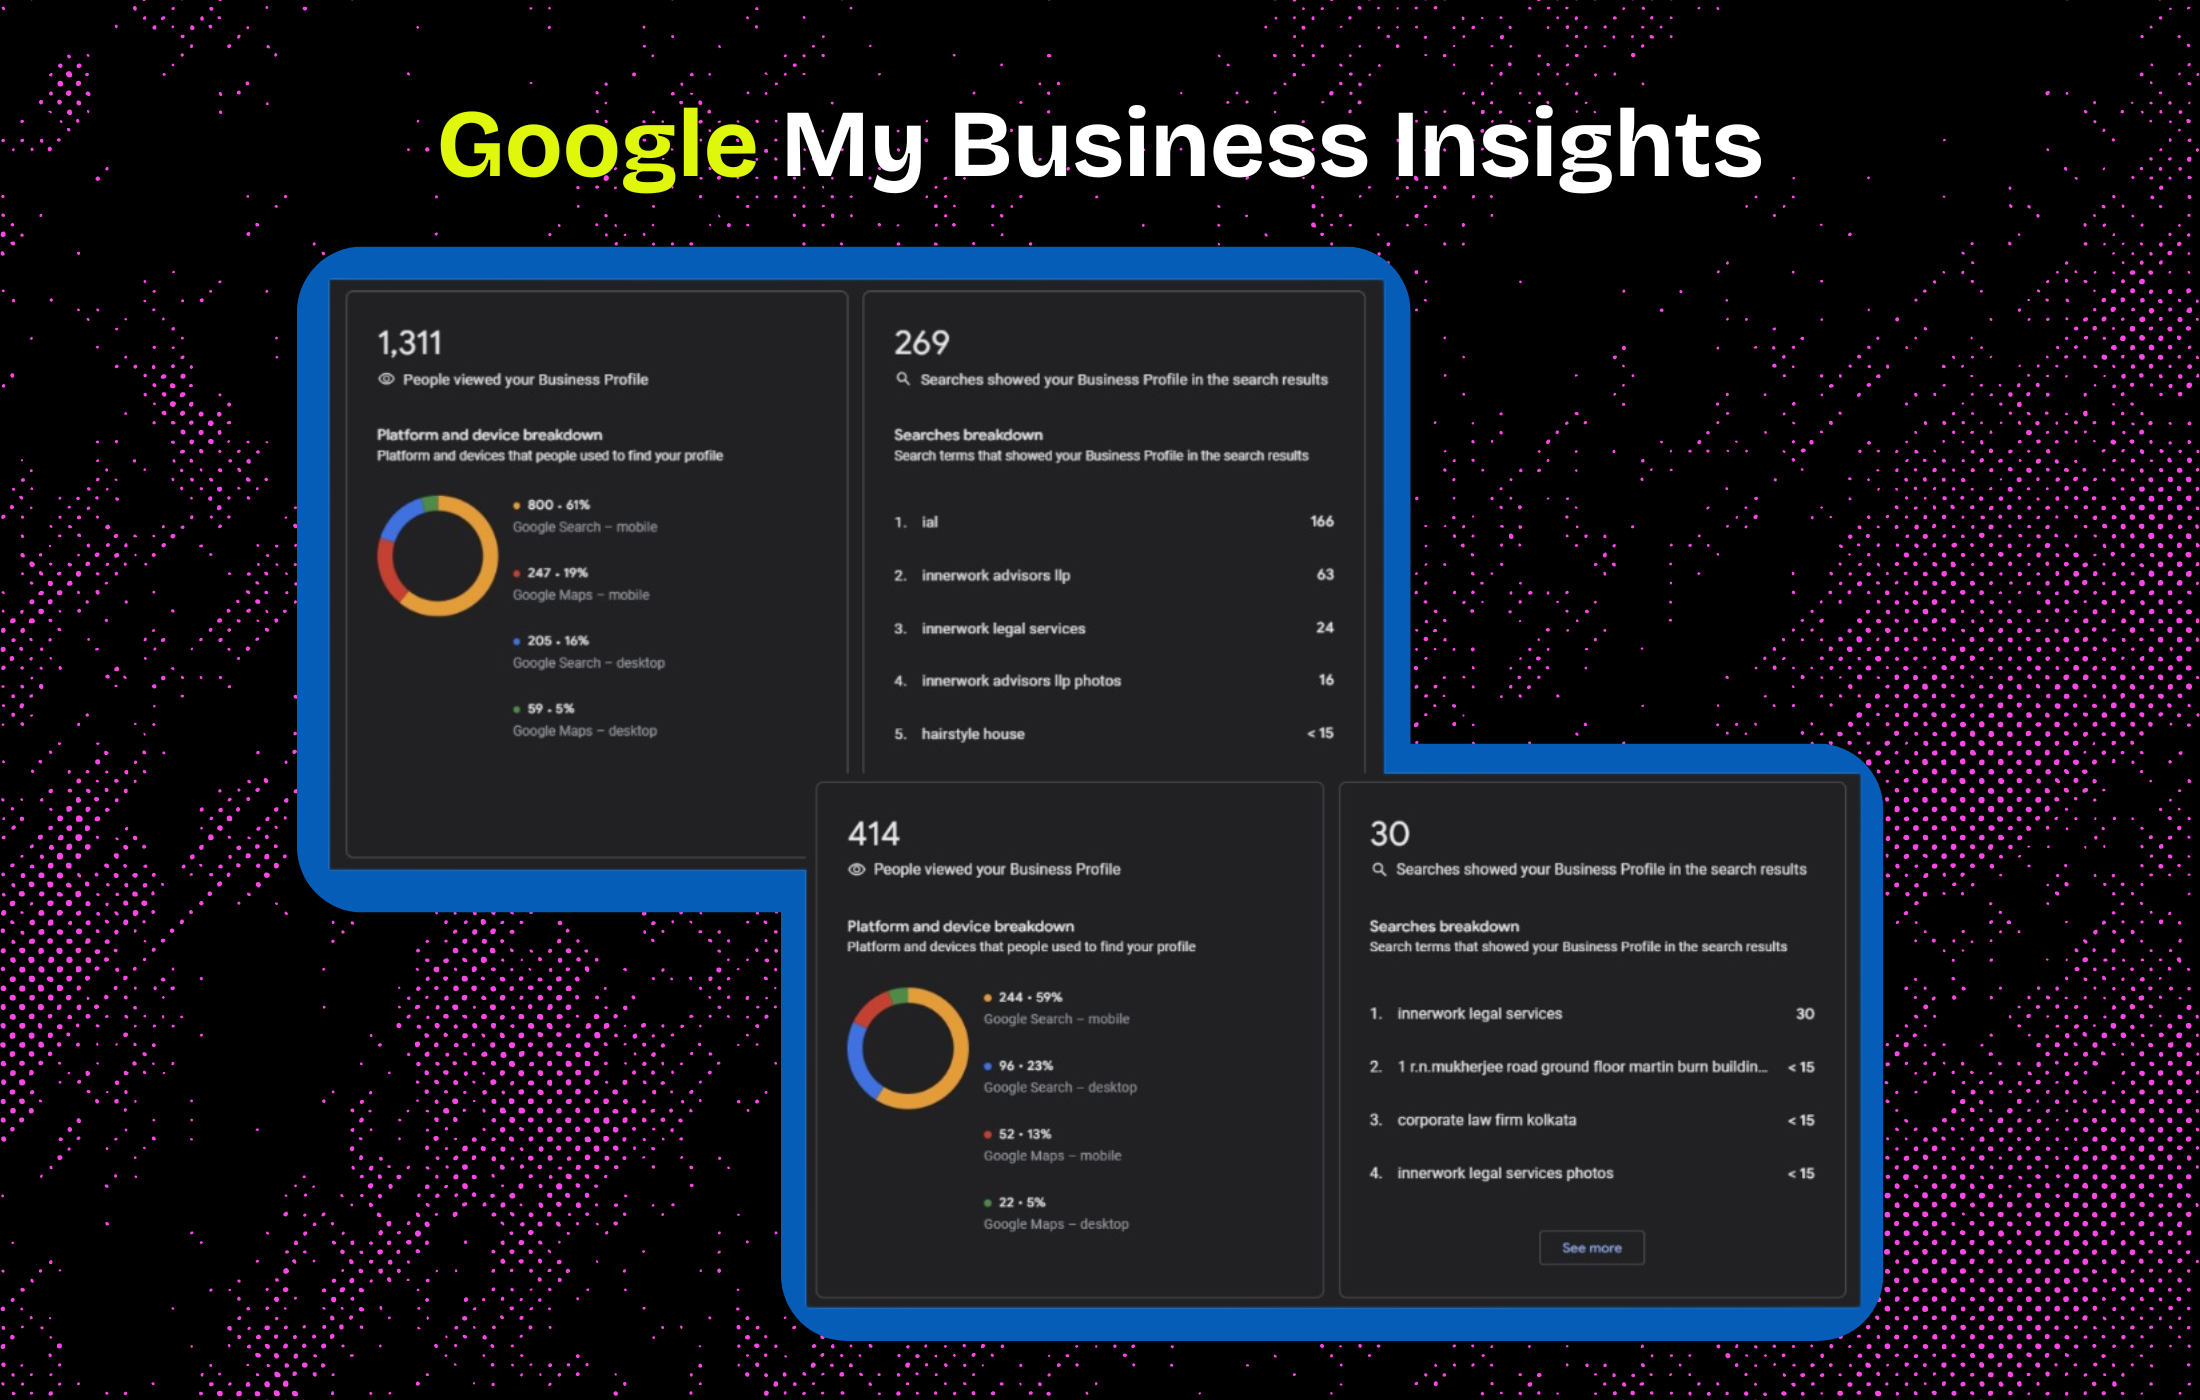 Google My Business Insights
1,311
People viewed your Business Profile
Platform and device breakdown
Platform and devices that people used to find your profile
800 • 61%
Google Search – mobile
247 • 19%
Google Maps – mobile
205 • 16%
Google Search – desktop
59 • 5%
Google Maps – desktop
269
Searches showed your Business Profile in the search results
Searches breakdown
Search terms that showed your Business Profile in the search results
1. ial 166
2. innerwork advisors llp 63
3. innerwork legal services 24
4. innerwork advisors llp photos 16
5. hairstyle house < 15
414
People viewed your Business Profile
Platform and device breakdown
Platform and devices that people used to find your profile
244 • 59%
Google Search – mobile
96 • 23%
Google Search – desktop
52 • 13%
Google Maps – mobile
22 • 5%
Google Maps – desktop
30
Searches showed your Business Profile in the search results
Searches breakdown
Search terms that showed your Business Profile in the search results
1. innerwork legal services 30
2. 1 r.n.mukherjee road ground floor martin burn buildin... < 15
3. corporate law firm kolkata < 15
4. innerwork legal services photos < 15
See more